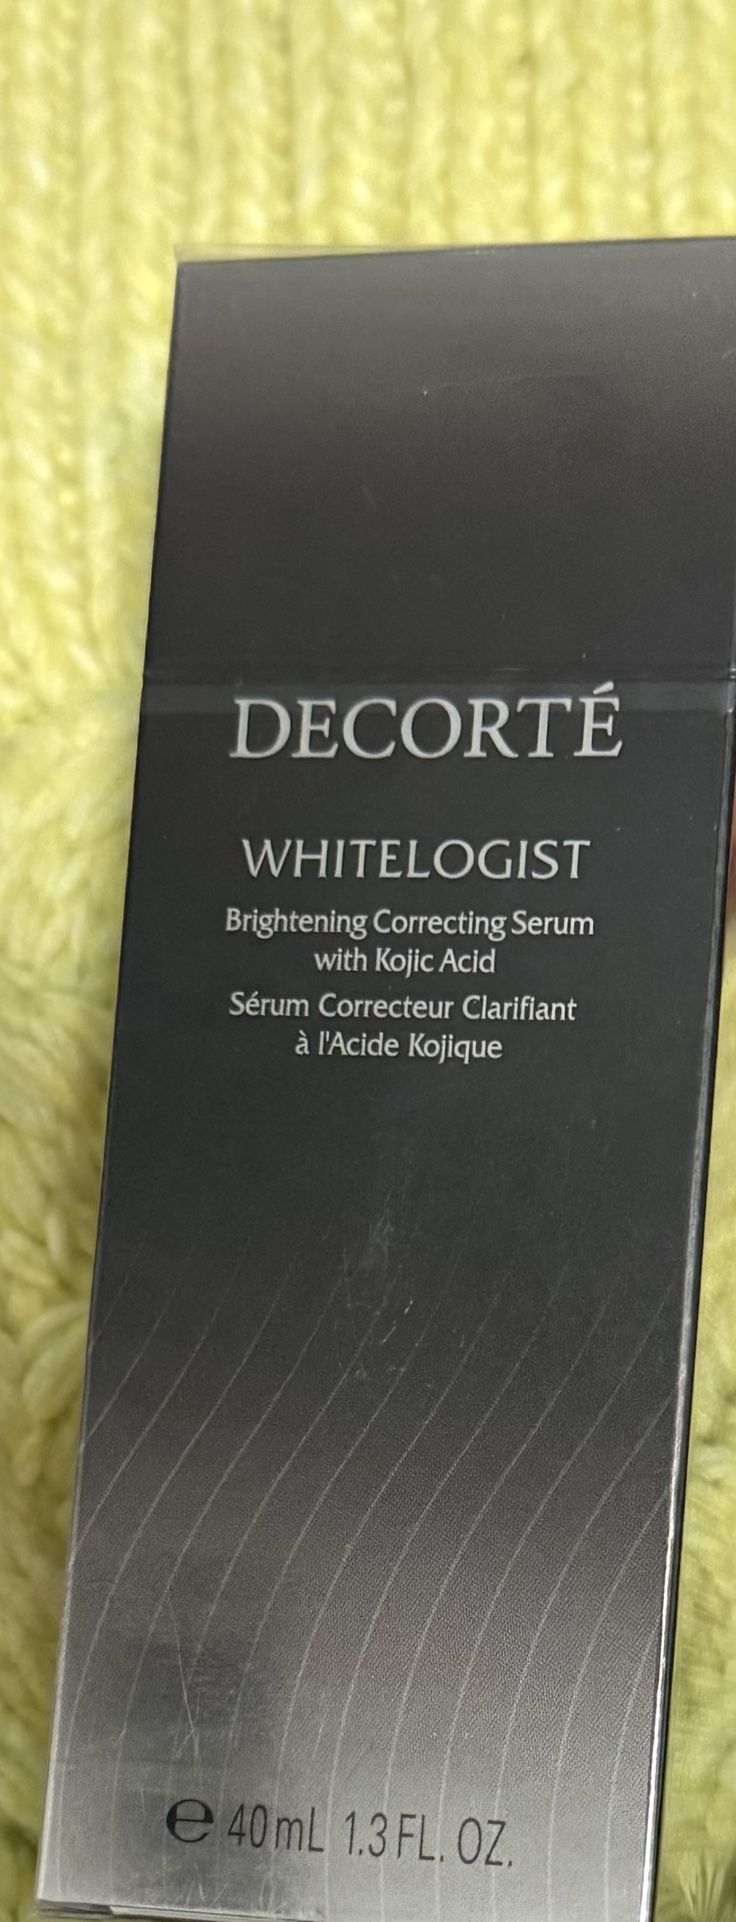 DECORTÉ
WHITELOGIST
Brightening Correcting Serum
with Kojic Acid
Sérum Correcteur Clarifiant
à l'Acide Kojique
℮ 40mL 1.3 FL. OZ.